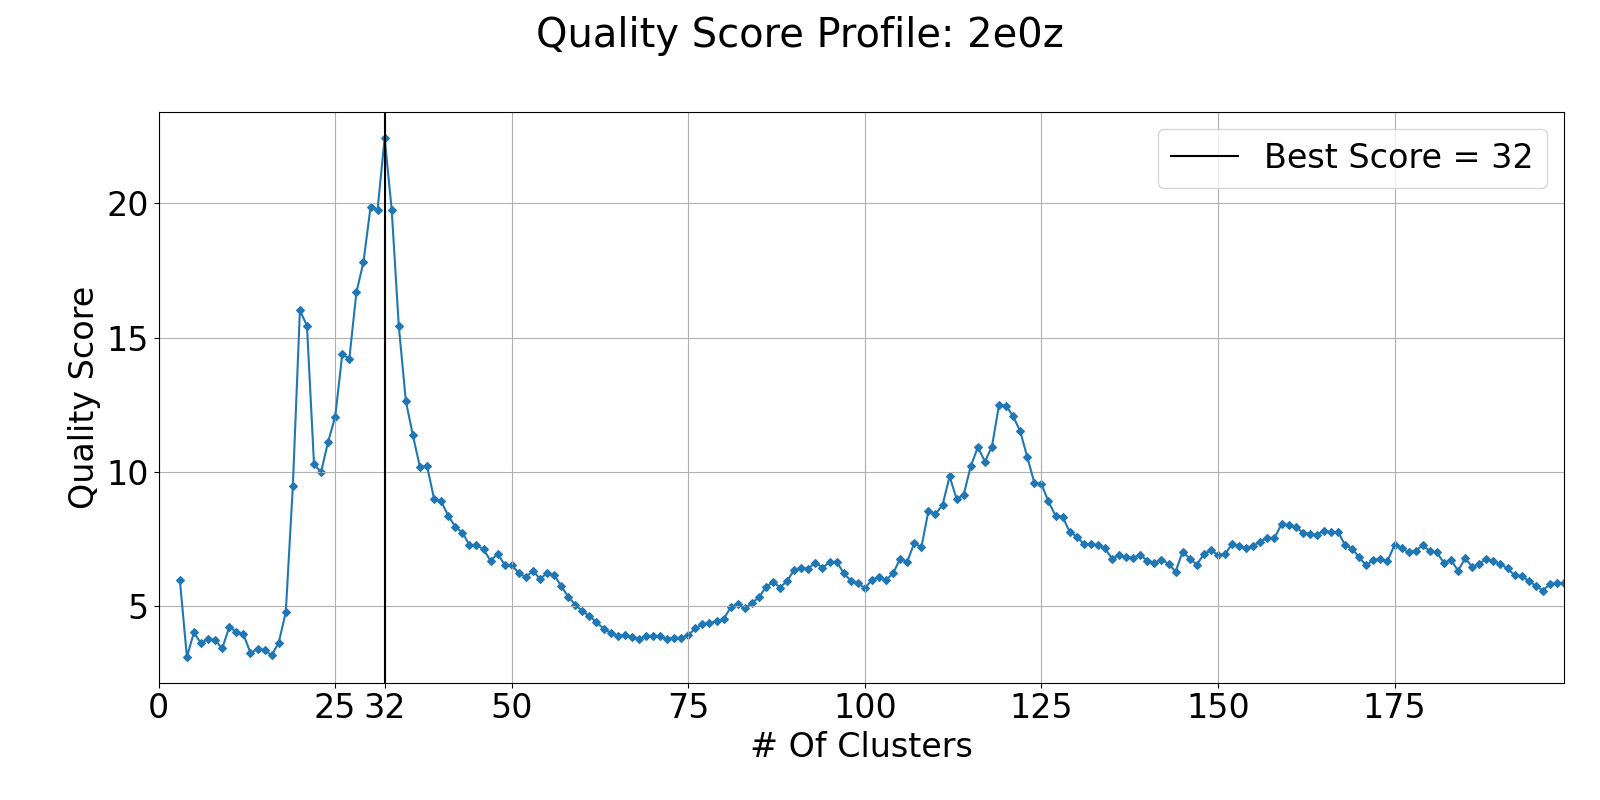 Quality Score Profile: 2e0z
Best Score = 32
Quality Score
20
15
10
5
0 25 32 50 75 100 125 150 175
# Of Clusters